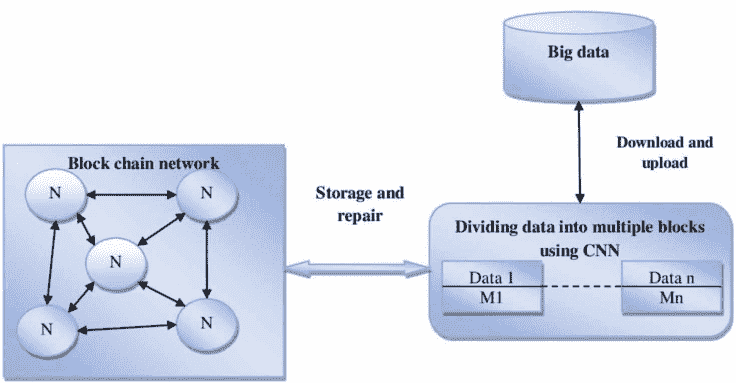 Big data
Download and
upload
Block chain network
N
N
N
N
N
Storage and
repair
Dividing data into multiple blocks
using CNN
Data 1
M1
Data n
Mn